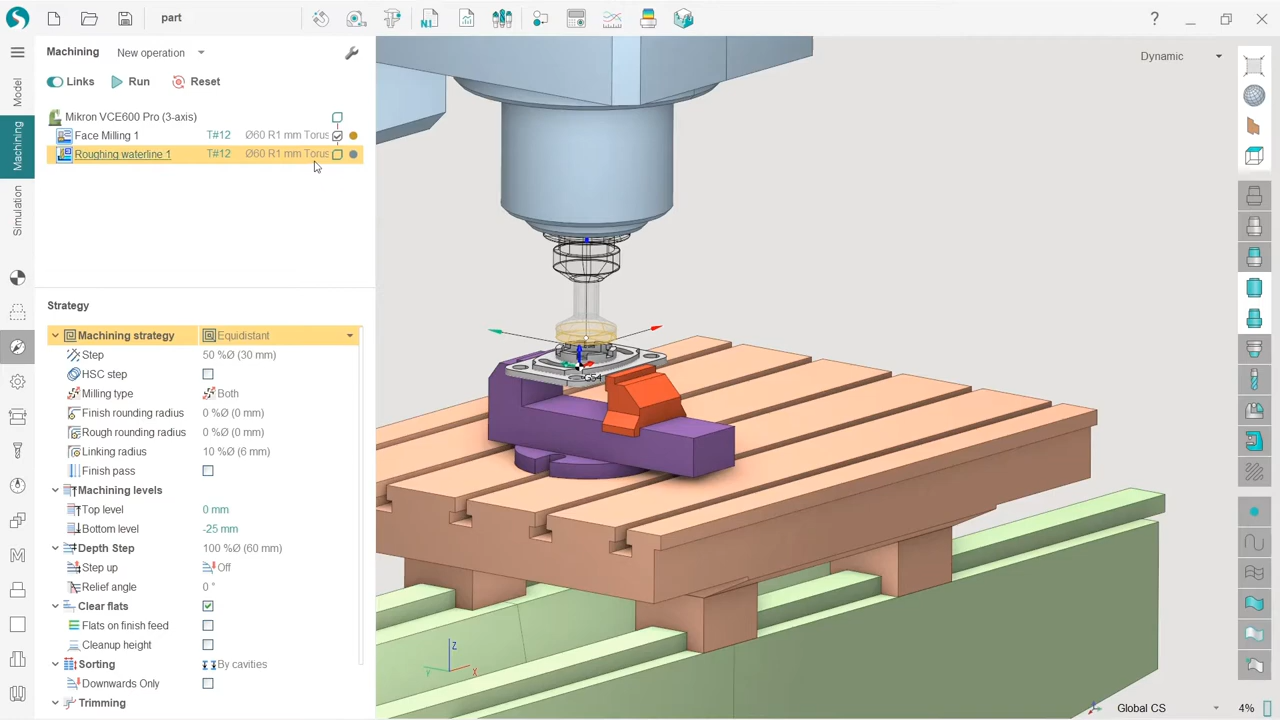 part
N.I.
?
Machining New operation
Links Run Reset
Mikron VCE600 Pro (3-axis)
Face Milling 1 T#12 Ø60 R1 mm Torus
Roughing waterline 1 T#12 Ø60 R1 mm Torus
Model
Machining
Simulation
Strategy
Machining strategy Equidistant
Step 50 %Ø (30 mm)
HSC step
Milling type Both
Finish rounding radius 0 %Ø (0 mm)
Rough rounding radius 0 %Ø (0 mm)
Linking radius 10 %Ø (6 mm)
Finish pass
Machining levels
Top level 0 mm
Bottom level -25 mm
Depth Step 100 %Ø (60 mm)
Step up Off
Relief angle 0 °
Clear flats
Flats on finish feed
Cleanup height
Sorting By cavities
Downwards Only
Trimming
Dynamic
G54
Z
Y X
Global CS 4%